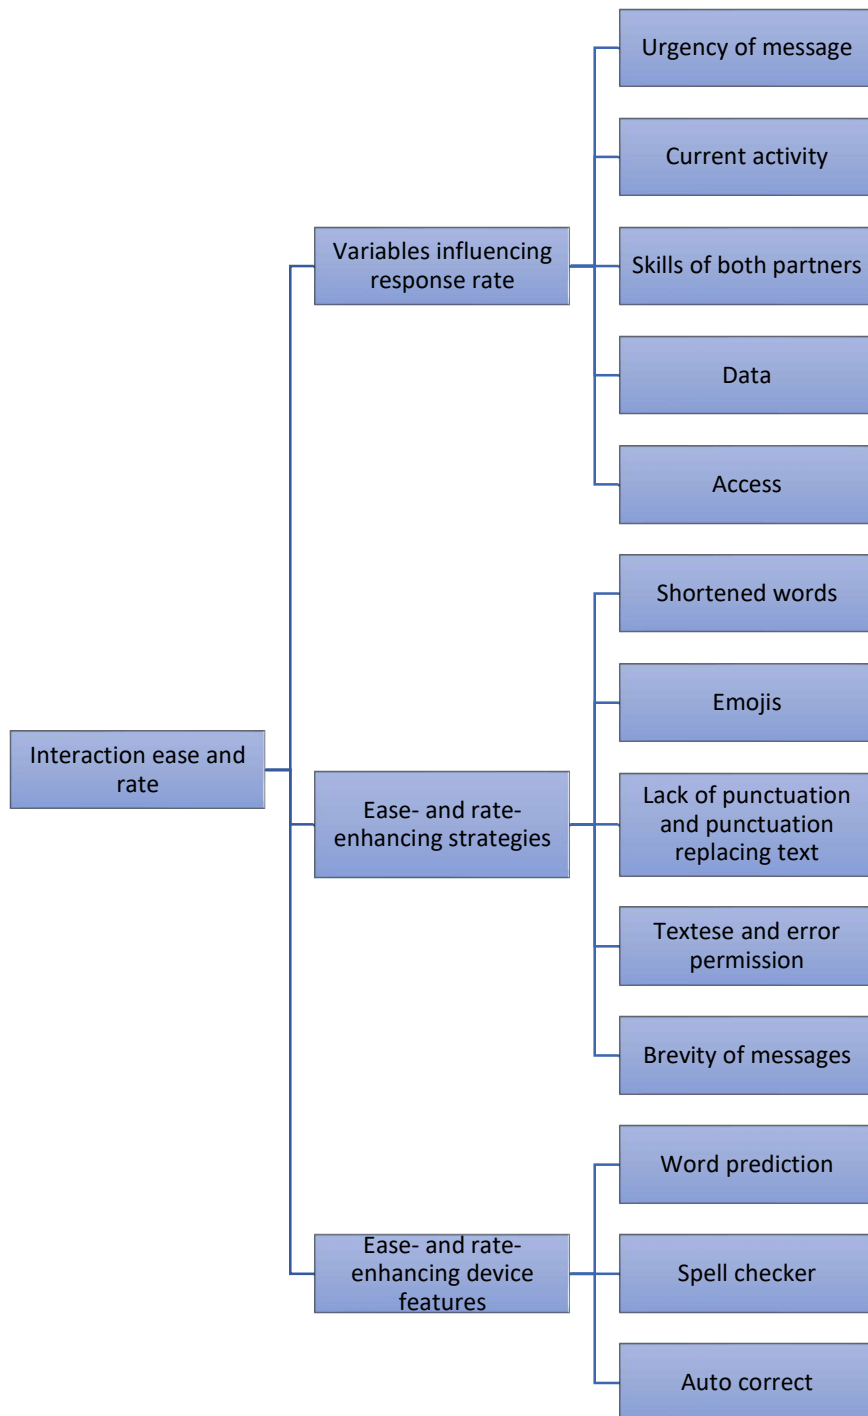 Interaction ease and
rate
Variables influencing
response rate
Urgency of message
Current activity
Skills of both partners
Data
Access
Ease- and rate-
enhancing strategies
Shortened words
Emojis
Lack of punctuation
and punctuation
replacing text
Textese and error
permission
Brevity of messages
Ease- and rate-
enhancing device
features
Word prediction
Spell checker
Auto correct